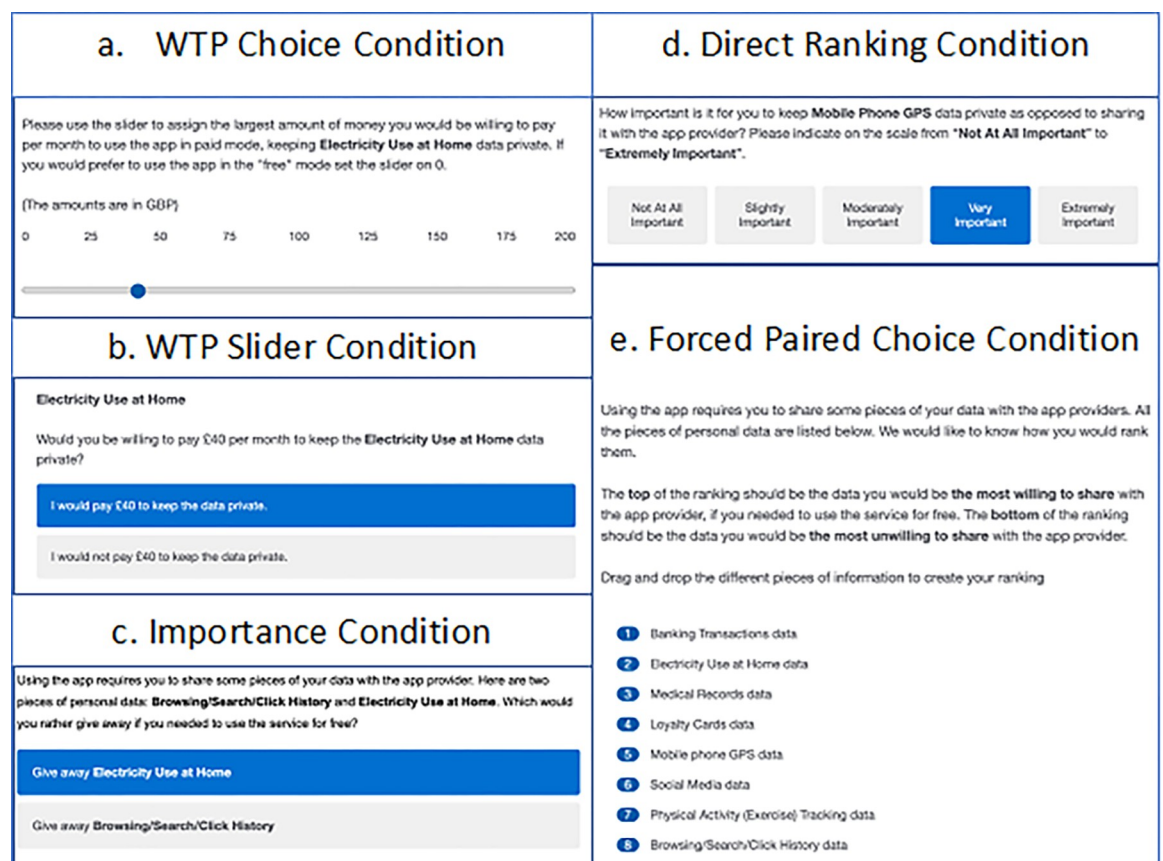 a. WTP Choice Condition
Please use the slider to assign the largest amount of money you would be willing to pay
per month to use the app in paid mode, keeping Electricity Use at Home data private. If
you would prefer to use the app in the "free" mode set the slider on 0.
(The amounts are in GBP)
0 25 50 75 100 125 150 175 200
b. WTP Slider Condition
Electricity Use at Home
Would you be willing to pay £40 per month to keep the Electricity Use at Home data
private?
I would pay £40 to keep the data private.
I would not pay £40 to keep the data private.
c. Importance Condition
Using the app requires you to share some pieces of your data with the app provider. Here are two
pieces of personal data: Browsing/Search/Click History and Electricity Use at Home. Which would
you rather give away if you needed to use the service for free?
Give away Electricity Use at Home
Give away Browsing/Search/Click History
d. Direct Ranking Condition
How important is it for you to keep Mobile Phone GPS data private as opposed to sharing
it with the app provider? Please indicate on the scale from "Not At All Important" to
"Extremely Important".
Not At All Important
Slightly Important
Moderately Important
Very Important
Extremely Important
e. Forced Paired Choice Condition
Using the app requires you to share some pieces of your data with the app providers. All
the pieces of personal data are listed below. We would like to know how you would rank
them.
The top of the ranking should be the data you would be the most willing to share with
the app provider, if you needed to use the service for free. The bottom of the ranking
should be the data you would be the most unwilling to share with the app provider.
Drag and drop the different pieces of information to create your ranking
1 Banking Transactions data
2 Electricity Use at Home data
3 Medical Records data
4 Loyalty Cards data
5 Mobile phone GPS data
6 Social Media data
7 Physical Activity (Exercise) Tracking data
8 Browsing/Search/Click History data